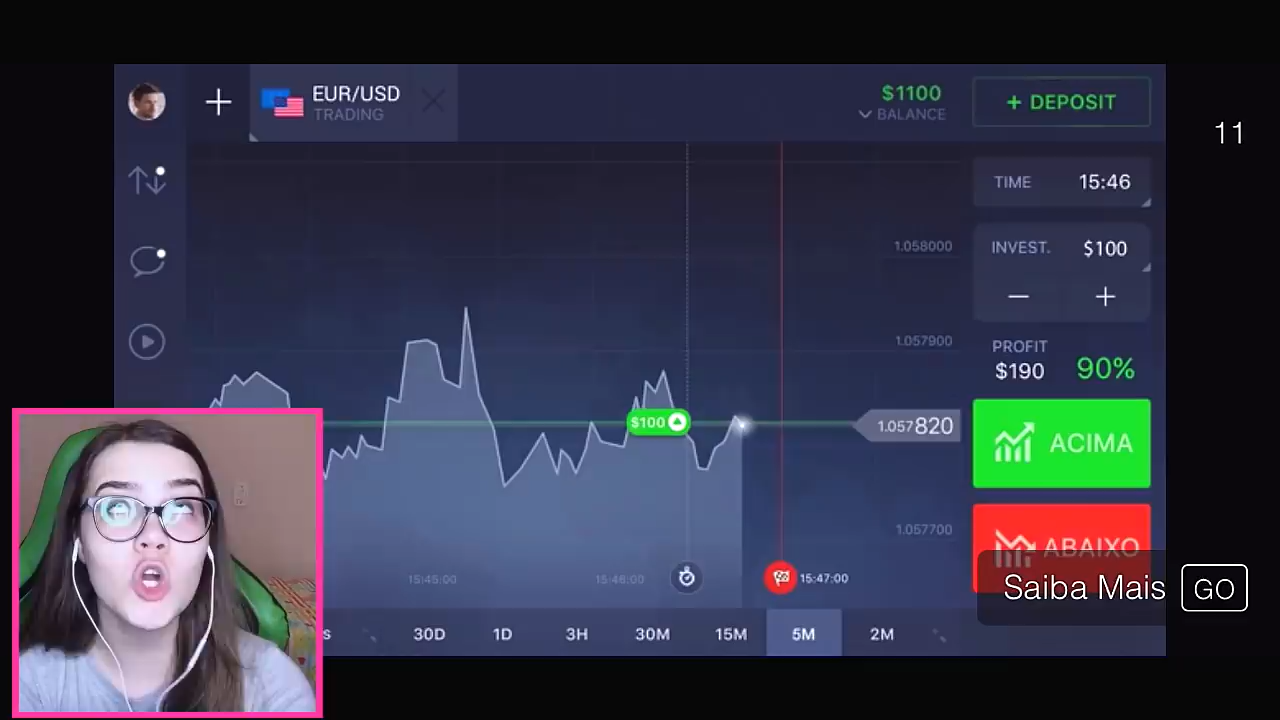 EUR/USD
TRADING
$1100
BALANCE
+ DEPOSIT
11
TIME 15:46
1.058000
INVEST. $100
− +
1.057900
PROFIT
$190 90%
$100
1.057820
ACIMA
1.057700
ABAIXO
15:45:00
15:46:00
15:47:00
Saiba Mais GO
s
30D
1D
3H
30M
15M
5M
2M